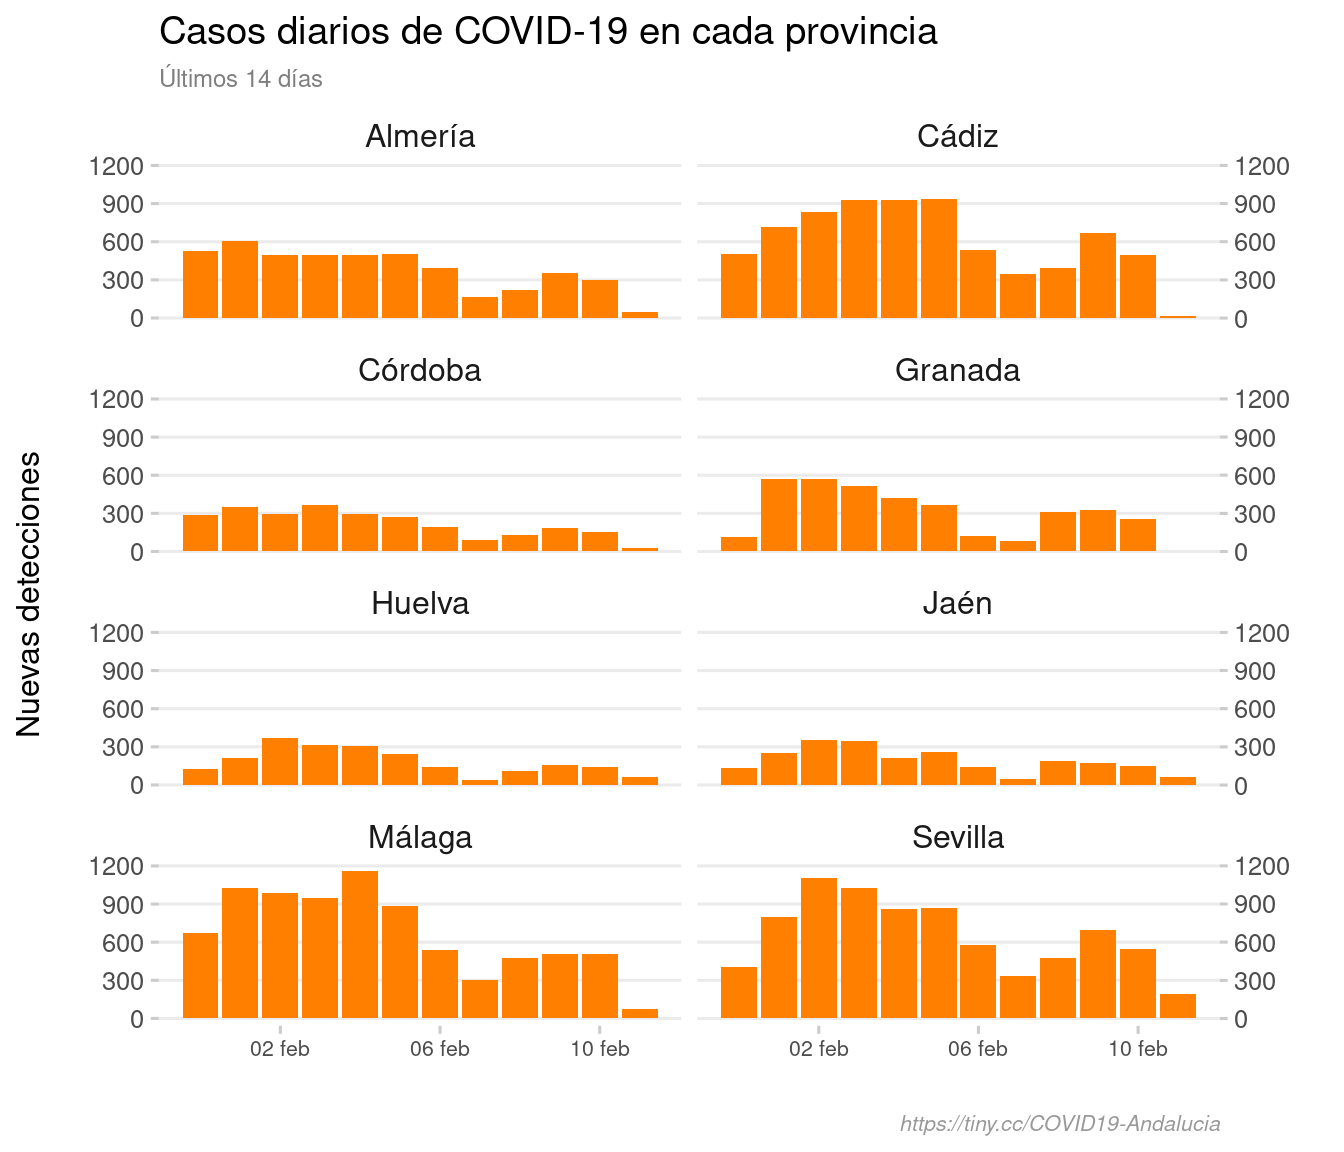 Casos diarios de COVID-19 en cada provincia
Últimos 14 días
Almería
Cádiz
1200
900
600
300
0
1200
900
600
300
0
Córdoba
Granada
1200
900
600
300
0
1200
900
600
300
0
Nuevas detecciones
Huelva
Jaén
1200
900
600
300
0
1200
900
600
300
0
Málaga
Sevilla
1200
900
600
300
0
1200
900
600
300
0
02 feb
06 feb
10 feb
02 feb
06 feb
10 feb
https://tiny.cc/COVID19-Andalucia